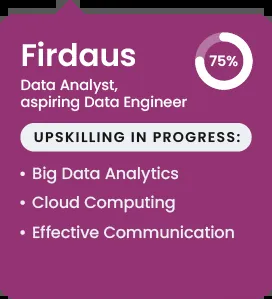 Firdaus
75%
Data Analyst,
aspiring Data Engineer
UPSKILLING IN PROGRESS:
• Big Data Analytics
• Cloud Computing
• Effective Communication